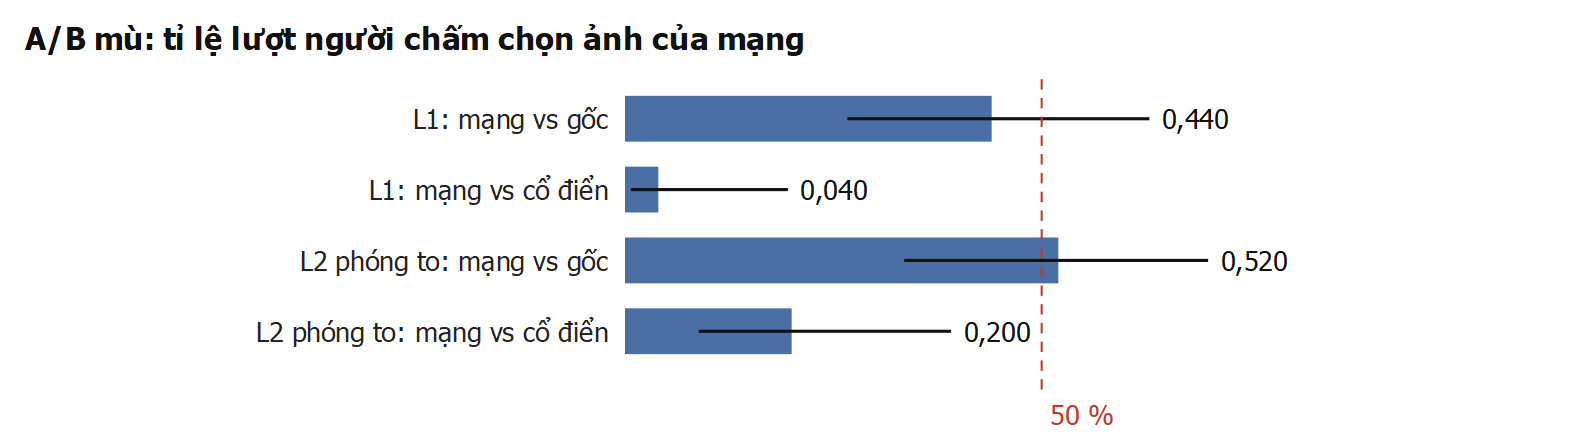 A/B mù: tỉ lệ lượt người chấm chọn ảnh của mạng
L1: mạng vs gốc 0,440
L1: mạng vs cổ điển 0,040
L2 phóng to: mạng vs gốc 0,520
L2 phóng to: mạng vs cổ điển 0,200
50 %